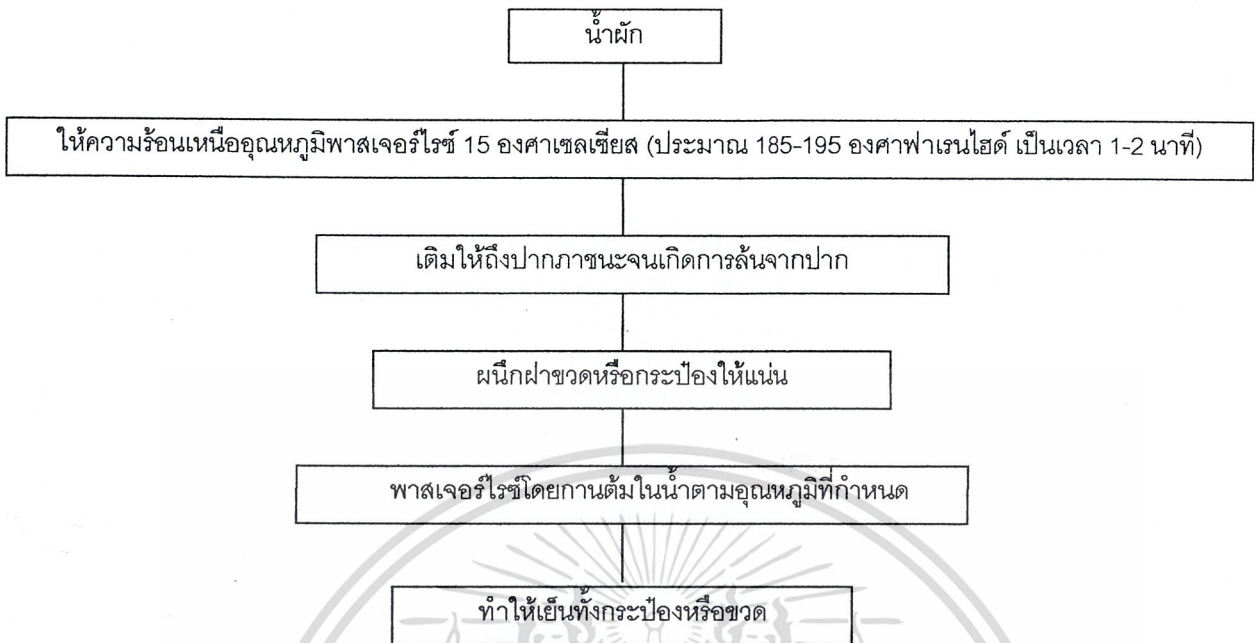 น้ำผัก
ให้ความร้อนเหนืออุณหภูมิพาสเจอร์ไรซ์ 15 องศาเซลเซียส (ประมาณ 185-195 องศาฟาเรนไฮด์ เป็นเวลา 1-2 นาที)
เติมให้ถึงปากภาชนะจนเกิดการล้นจากปาก
ผนึกฝาขวดหรือกระป๋องให้แน่น
พาสเจอร์ไรซ์โดยกานต้มในน้ำตามอุณหภูมิที่กำหนด
ทำให้เย็นทั้งกระป๋องหรือขวด